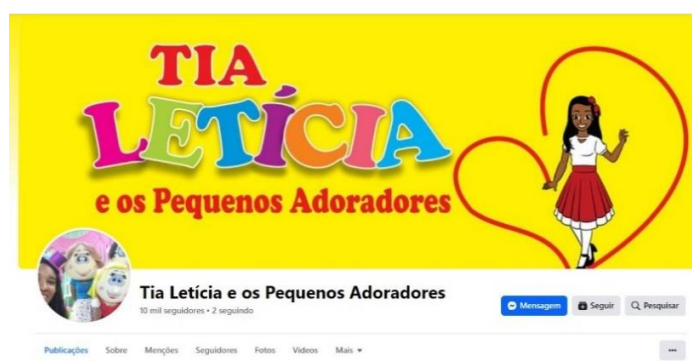 TIA
LETÍCIA
e os Pequenos Adoradores
Tia Letícia e os Pequenos Adoradores
10 mil seguidores • 2 seguindo
Mensagem Seguir Pesquisar
Publicações Sobre Menções Seguidores Fotos Vídeos Mais